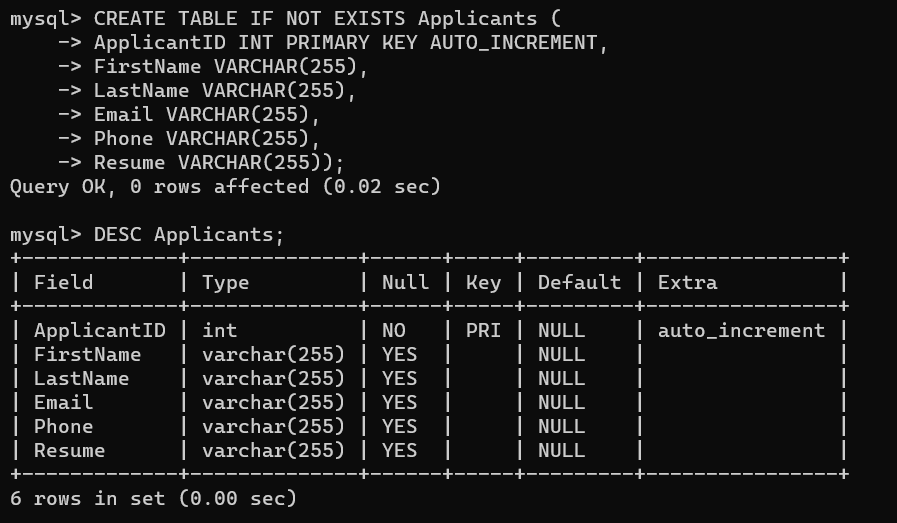 mysql> CREATE TABLE IF NOT EXISTS Applicants (
    -> ApplicantID INT PRIMARY KEY AUTO_INCREMENT,
    -> FirstName VARCHAR(255),
    -> LastName VARCHAR(255),
    -> Email VARCHAR(255),
    -> Phone VARCHAR(255),
    -> Resume VARCHAR(255));
Query OK, 0 rows affected (0.02 sec)

mysql> DESC Applicants;
+-------------+--------------+------+-----+---------+----------------+
| Field       | Type         | Null | Key | Default | Extra          |
+-------------+--------------+------+-----+---------+----------------+
| ApplicantID | int          | NO   | PRI | NULL    | auto_increment |
| FirstName   | varchar(255) | YES  |     | NULL    |                |
| LastName    | varchar(255) | YES  |     | NULL    |                |
| Email       | varchar(255) | YES  |     | NULL    |                |
| Phone       | varchar(255) | YES  |     | NULL    |                |
| Resume      | varchar(255) | YES  |     | NULL    |                |
+-------------+--------------+------+-----+---------+----------------+
6 rows in set (0.00 sec)